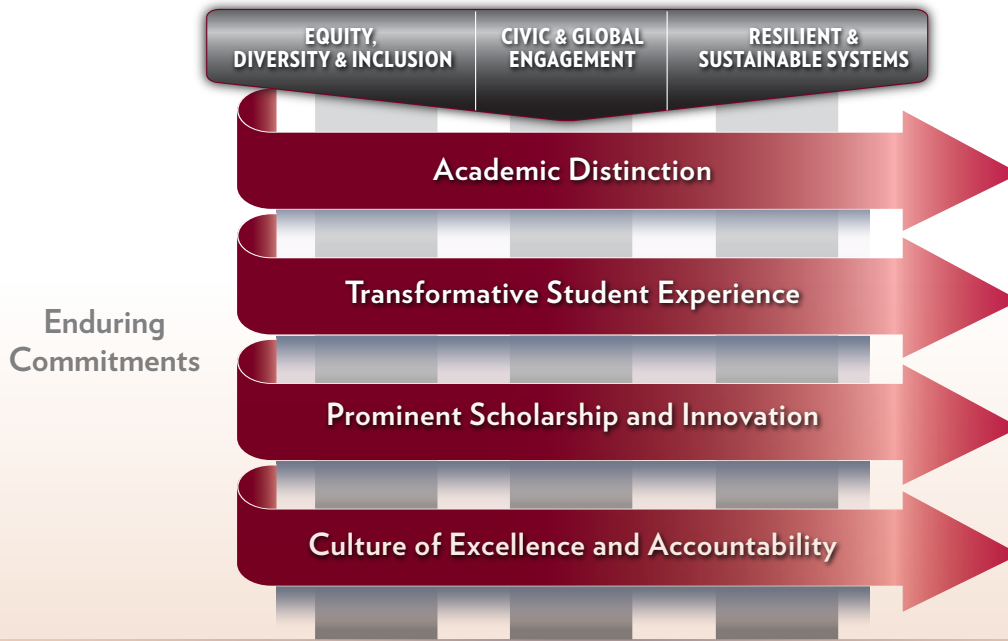 EQUITY,
DIVERSITY & INCLUSION
CIVIC & GLOBAL
ENGAGEMENT
RESILIENT &
SUSTAINABLE SYSTEMS
Academic Distinction
Transformative Student Experience
Enduring
Commitments
Prominent Scholarship and Innovation
Culture of Excellence and Accountability